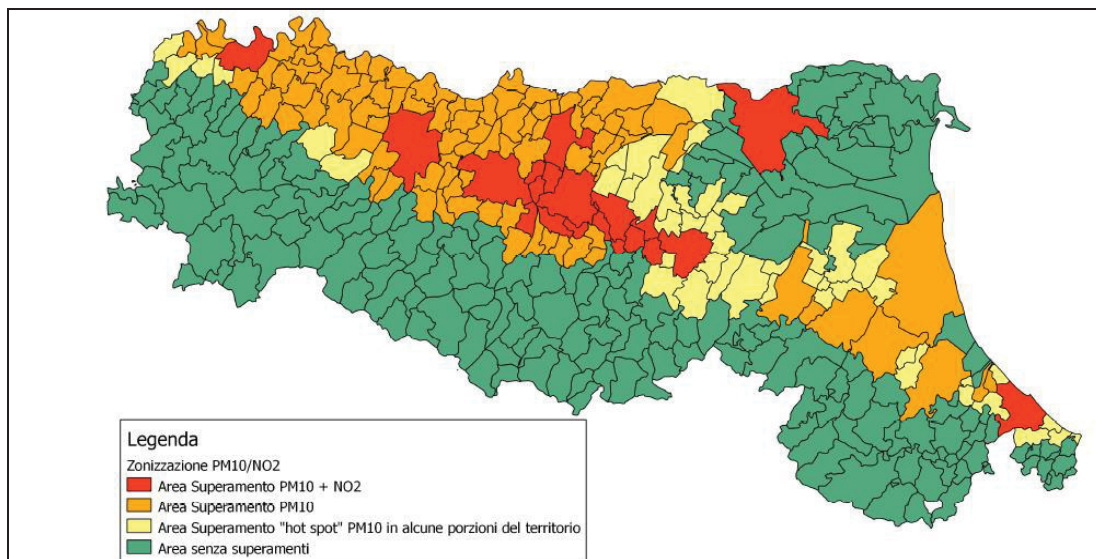 Legenda
Zonizzazione PM10/NO2
Area Superamento PM10 + NO2
Area Superamento PM10
Area Superamento "hot spot" PM10 in alcune porzioni del territorio
Area senza superamenti